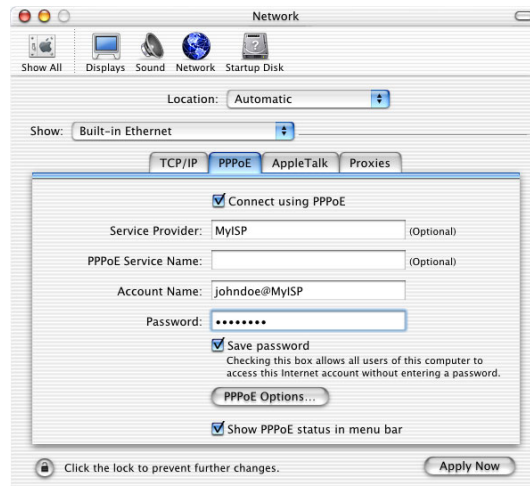 Network
Show All Displays Sound Network Startup Disk
Location: Automatic
Show: Built-in Ethernet
TCP/IP PPPoE AppleTalk Proxies
Connect using PPPoE
Service Provider: MyISP (Optional)
PPPoE Service Name: (Optional)
Account Name: johndoe@MyISP
Password: ••••••••
Save password
Checking this box allows all users of this computer to
access this Internet account without entering a password.
PPPoE Options...
Show PPPoE status in menu bar
Click the lock to prevent further changes.
Apply Now